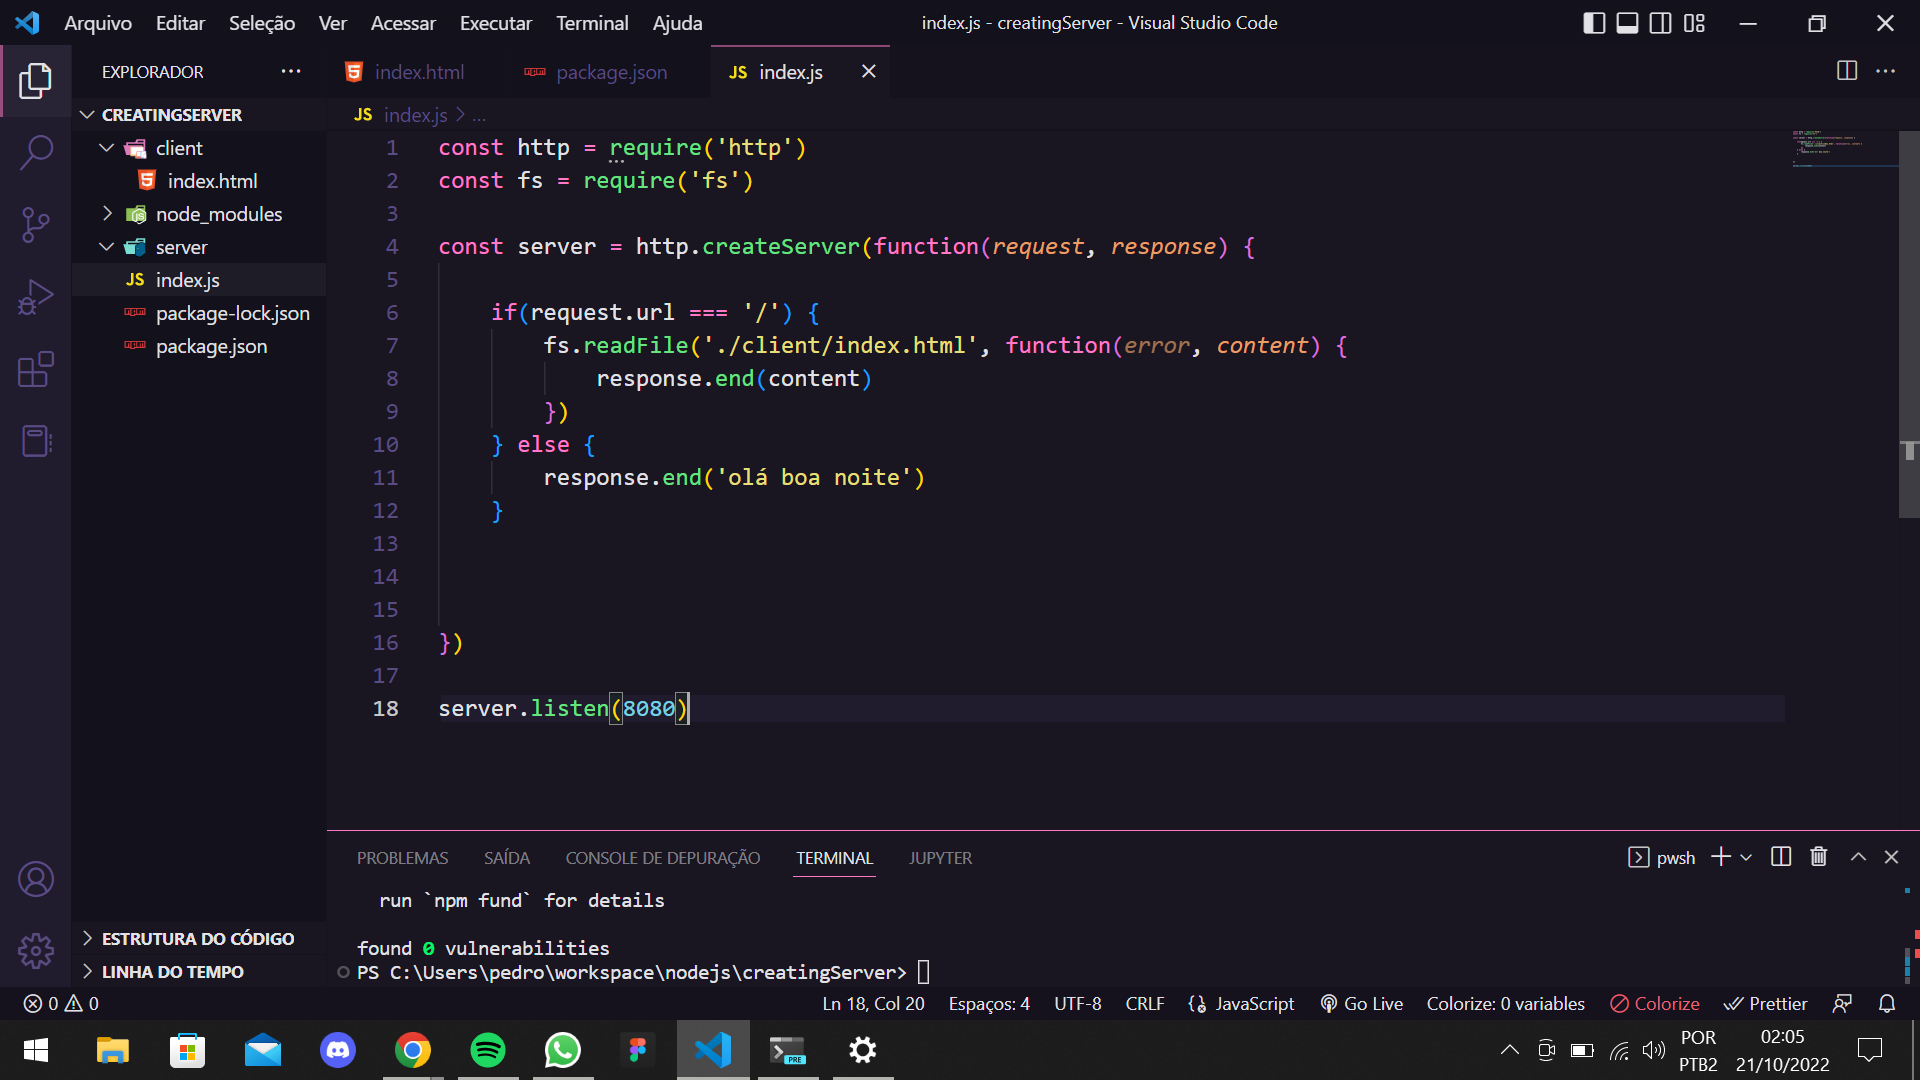 Arquivo Editar Seleção Ver Acessar Executar Terminal Ajuda
index.js - creatingServer - Visual Studio Code
EXPLORADOR
index.html
package.json
JS index.js
CREATINGSERVER
client
index.html
node_modules
server
JS index.js
package-lock.json
package.json
ESTRUTURA DO CÓDIGO
LINHA DO TEMPO
JS index.js > ...
1 const http = require('http')
2 const fs = require('fs')
3
4 const server = http.createServer(function(request, response) {
5
6 if(request.url === '/') {
7 fs.readFile('./client/index.html', function(error, content) {
8 response.end(content)
9 })
10 } else {
11 response.end('olá boa noite')
12 }
13
14
15
16 })
17
18 server.listen(8080)
PROBLEMAS SAÍDA CONSOLE DE DEPURAÇÃO TERMINAL JUPYTER
pwsh
run `npm fund` for details
found 0 vulnerabilities
PS C:\Users\pedro\workspace\nodejs\creatingServer>
0 0
Ln 18, Col 20 Espaços: 4 UTF-8 CRLF JavaScript Go Live Colorize: 0 variables Colorize Prettier
PRE
POR
PTB2
02:05
21/10/2022